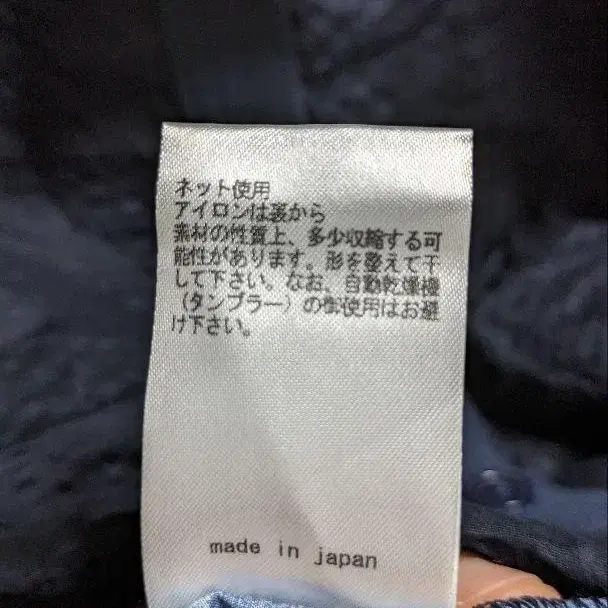 ネット使用
アイロンは裏から
素材の性質上、多少収縮する可
能性があります。形を整えて干
して下さい。なお、自動乾燥機
（タンブラー）の御使用はお避
け下さい。
made in japan